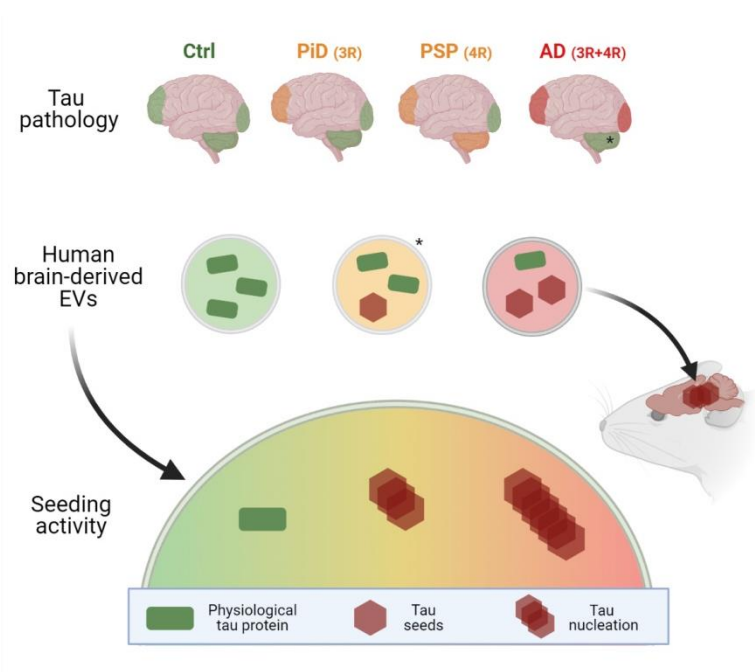 Ctrl
PiD (3R)
PSP (4R)
AD (3R+4R)
Tau
pathology
*
Human
brain-derived
EVs
*
Seeding
activity
Physiological
tau protein
Tau
seeds
Tau
nucleation